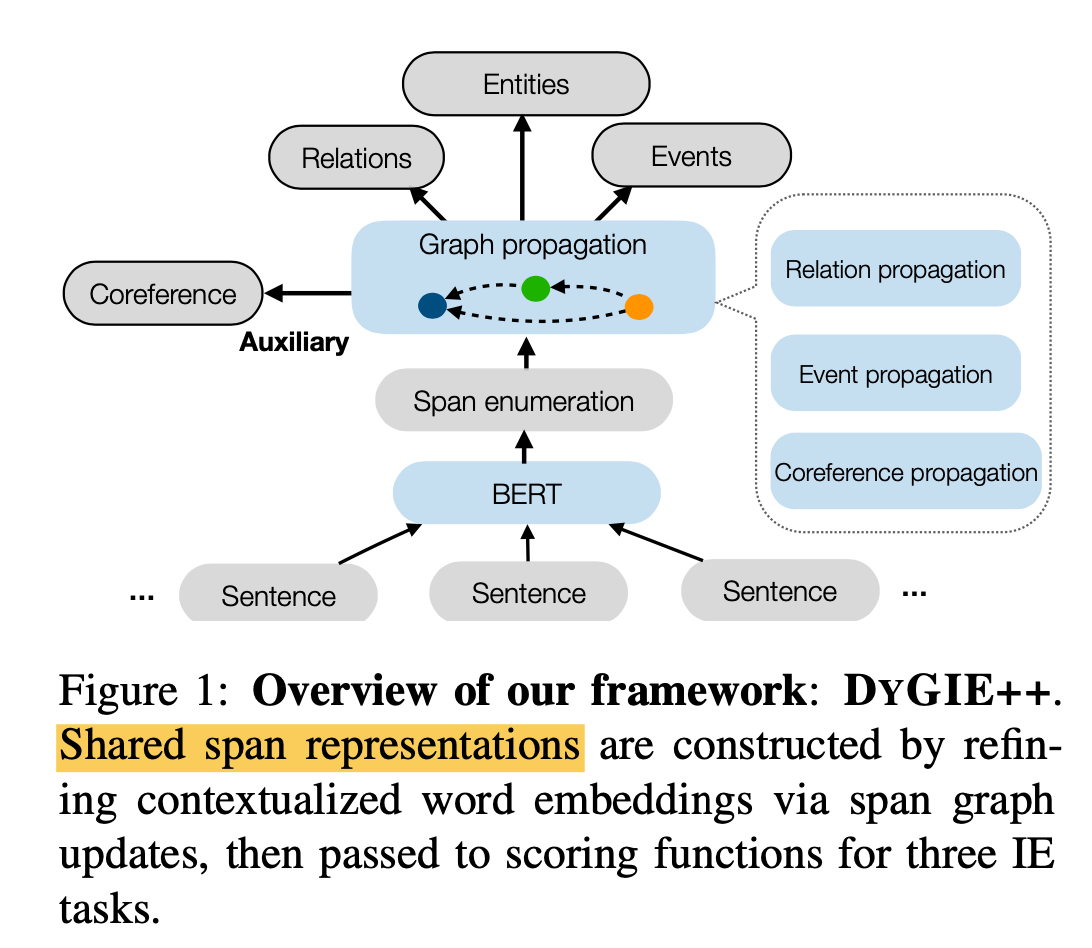 Entities
Relations
Events
Graph propagation
Relation propagation
Coreference
Auxiliary
Event propagation
Span enumeration
Coreference propagation
BERT
... Sentence Sentence Sentence ...
Figure 1: Overview of our framework: DYGIE++.
Shared span representations are constructed by refin-
ing contextualized word embeddings via span graph
updates, then passed to scoring functions for three IE
tasks.